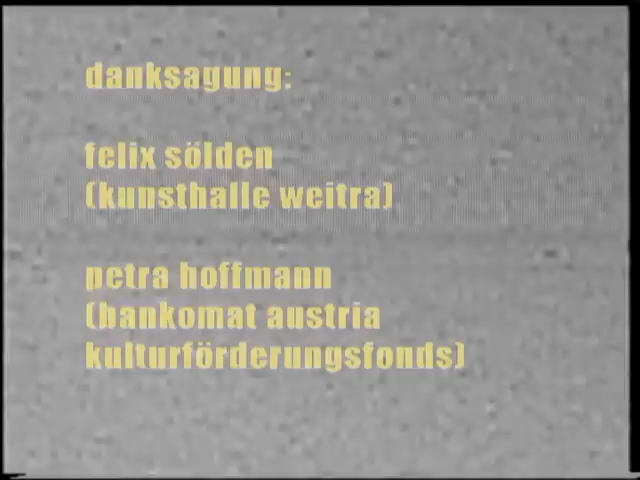 danksagung:
felix sölden
(kunsthalle weitra)
petra hoffmann
(bankomat austria
kulturförderungsfonds)